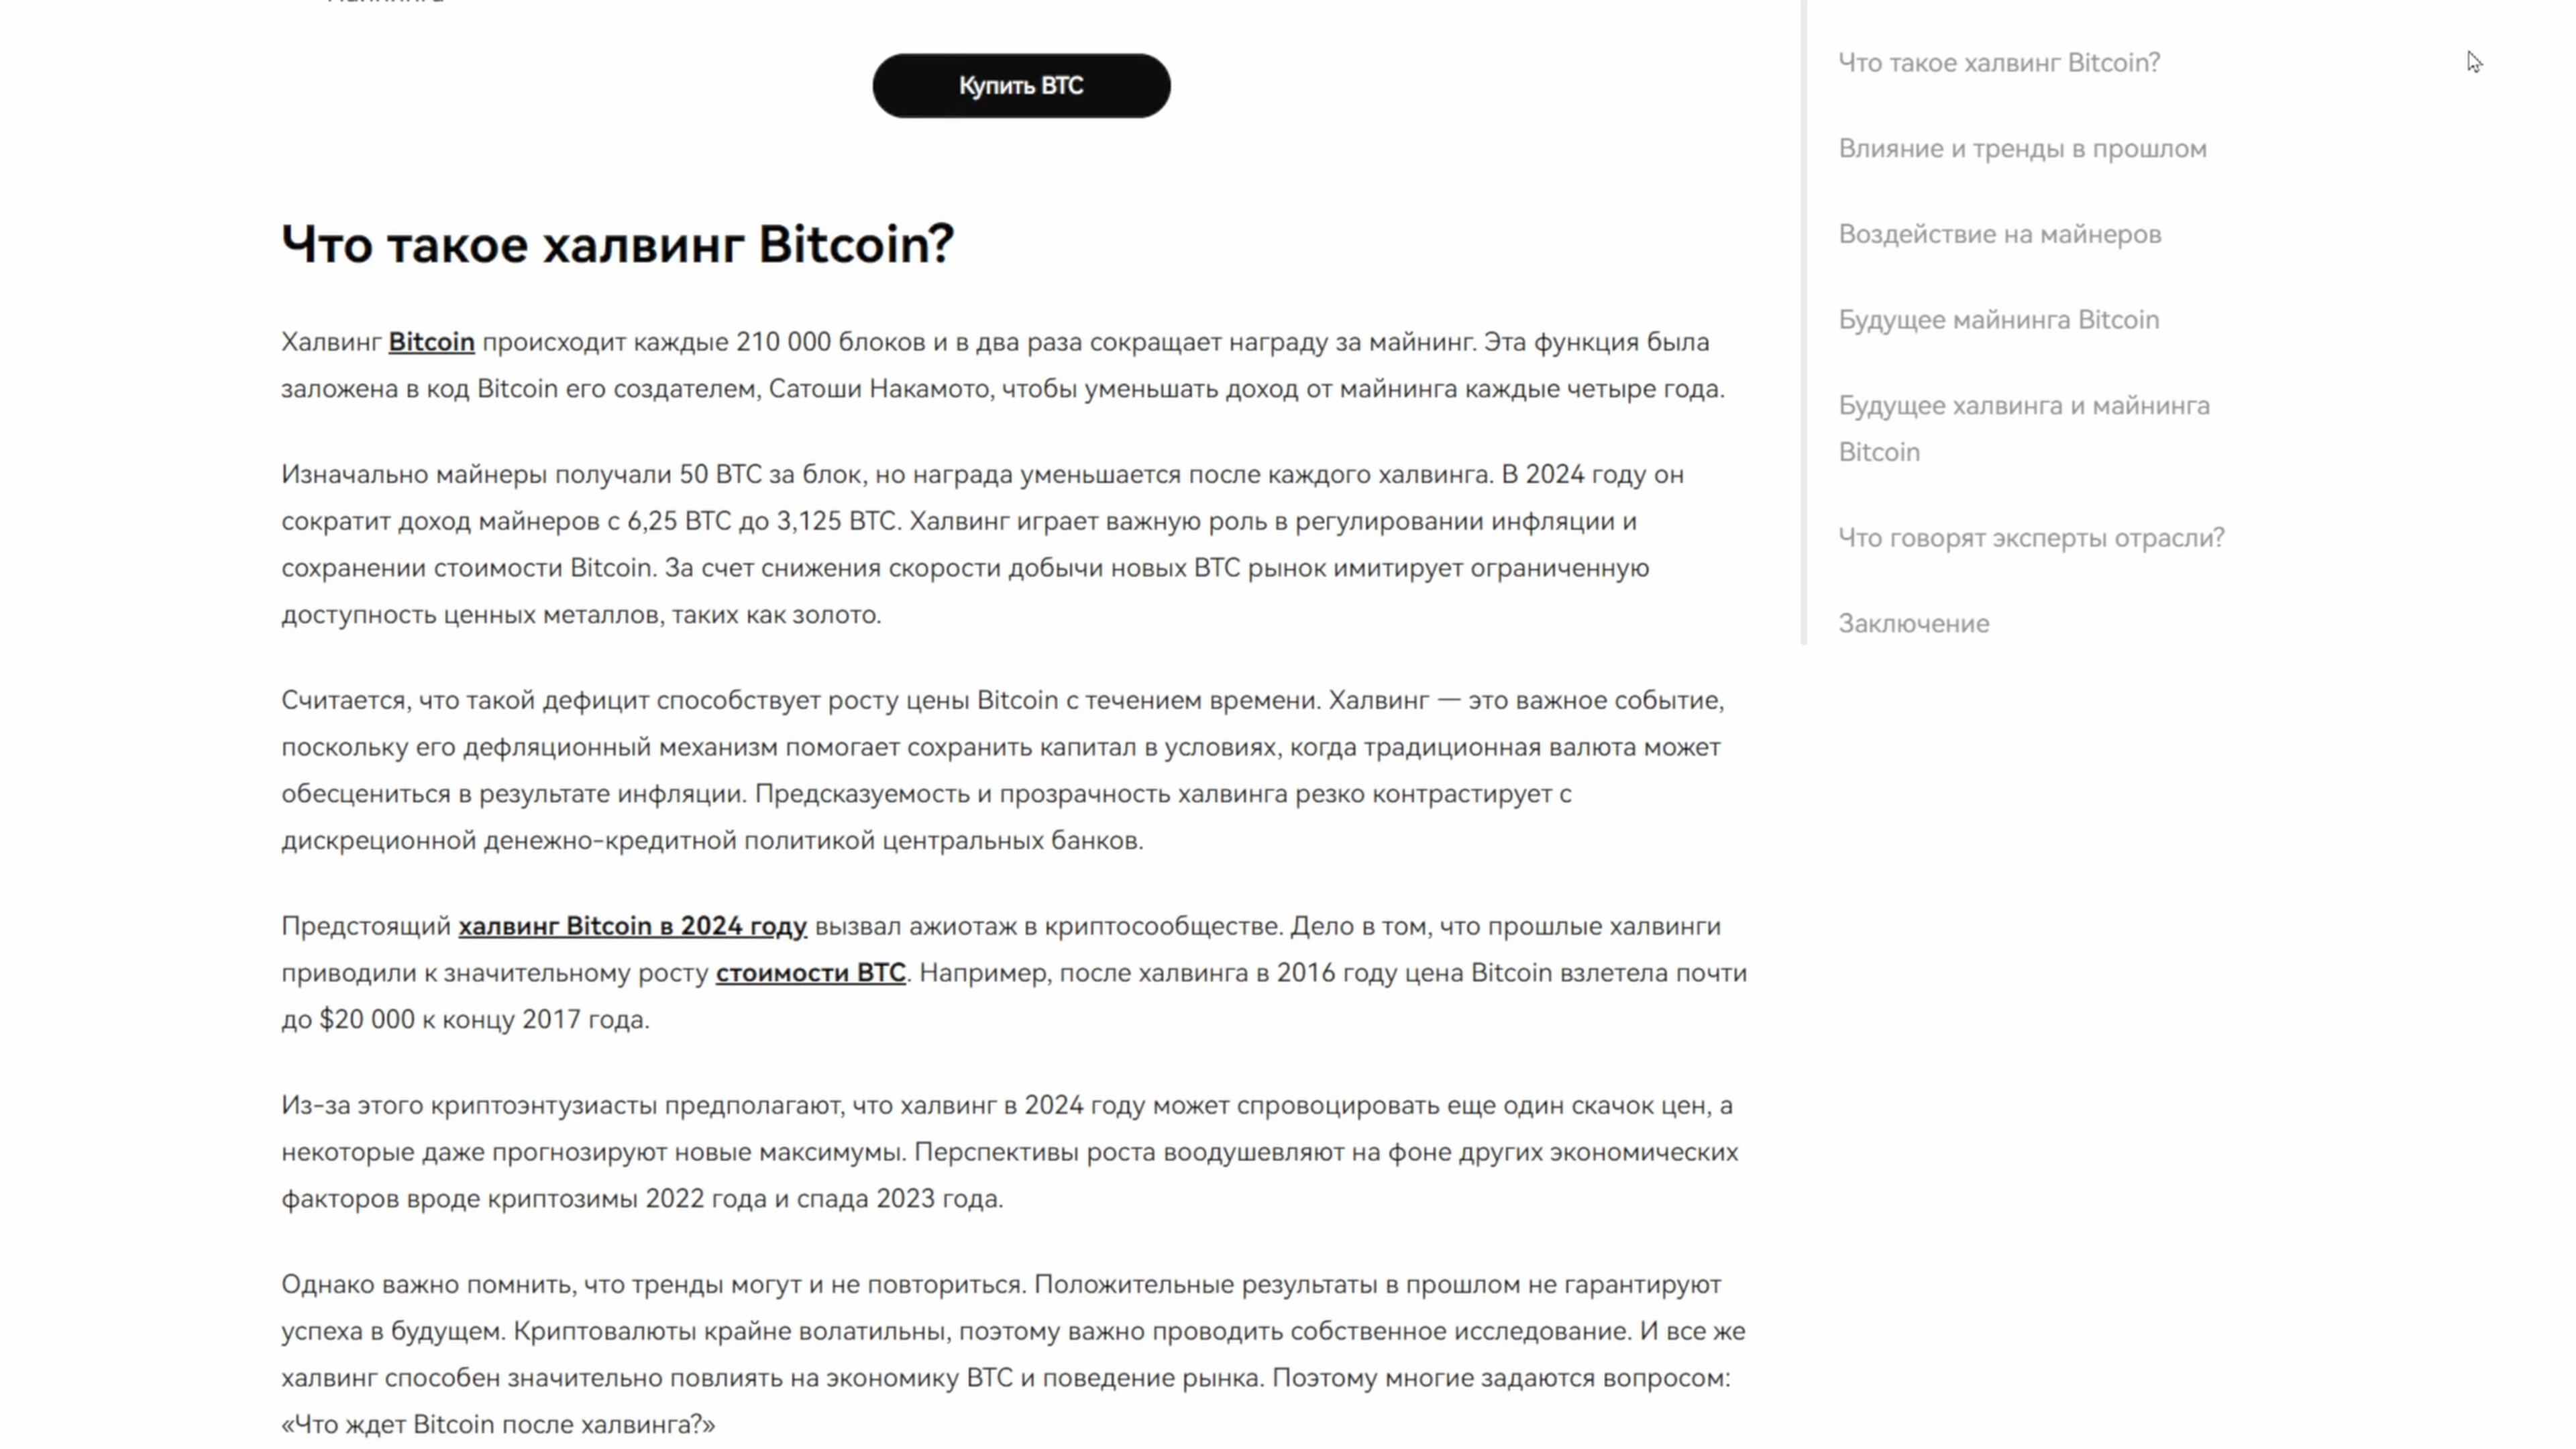 Купить BTC
Что такое халвинг Bitcoin?
Халвинг Bitcoin происходит каждые 210 000 блоков и в два раза сокращает награду за майнинг. Эта функция была
заложена в код Bitcoin его создателем, Сатоши Накамото, чтобы уменьшать доход от майнинга каждые четыре года.
Изначально майнеры получали 50 BTC за блок, но награда уменьшается после каждого халвинга. В 2024 году он
сократит доход майнеров с 6,25 BTC до 3,125 BTC. Халвинг играет важную роль в регулировании инфляции и
сохранении стоимости Bitcoin. За счет снижения скорости добычи новых BTC рынок имитирует ограниченную
доступность ценных металлов, таких как золото.
Считается, что такой дефицит способствует росту цены Bitcoin с течением времени. Халвинг — это важное событие,
поскольку его дефляционный механизм помогает сохранить капитал в условиях, когда традиционная валюта может
обесцениться в результате инфляции. Предсказуемость и прозрачность халвинга резко контрастирует с
дискреционной денежно-кредитной политикой центральных банков.
Предстоящий халвинг Bitcoin в 2024 году вызвал ажиотаж в криптосообществе. Дело в том, что прошлые халвинги
приводили к значительному росту стоимости BTC. Например, после халвинга в 2016 году цена Bitcoin взлетела почти
до $20 000 к концу 2017 года.
Из-за этого криптоэнтузиасты предполагают, что халвинг в 2024 году может спровоцировать еще один скачок цен, а
некоторые даже прогнозируют новые максимумы. Перспективы роста воодушевляют на фоне других экономических
факторов вроде криптозимы 2022 года и спада 2023 года.
Однако важно помнить, что тренды могут и не повториться. Положительные результаты в прошлом не гарантируют
успеха в будущем. Криптовалюты крайне волатильны, поэтому важно проводить собственное исследование. И все же
халвинг способен значительно повлиять на экономику BTC и поведение рынка. Поэтому многие задаются вопросом:
«Что ждет Bitcoin после халвинга?»
Что такое халвинг Bitcoin?
Влияние и тренды в прошлом
Воздействие на майнеров
Будущее майнинга Bitcoin
Будущее халвинга и майнинга
Bitcoin
Что говорят эксперты отрасли?
Заключение